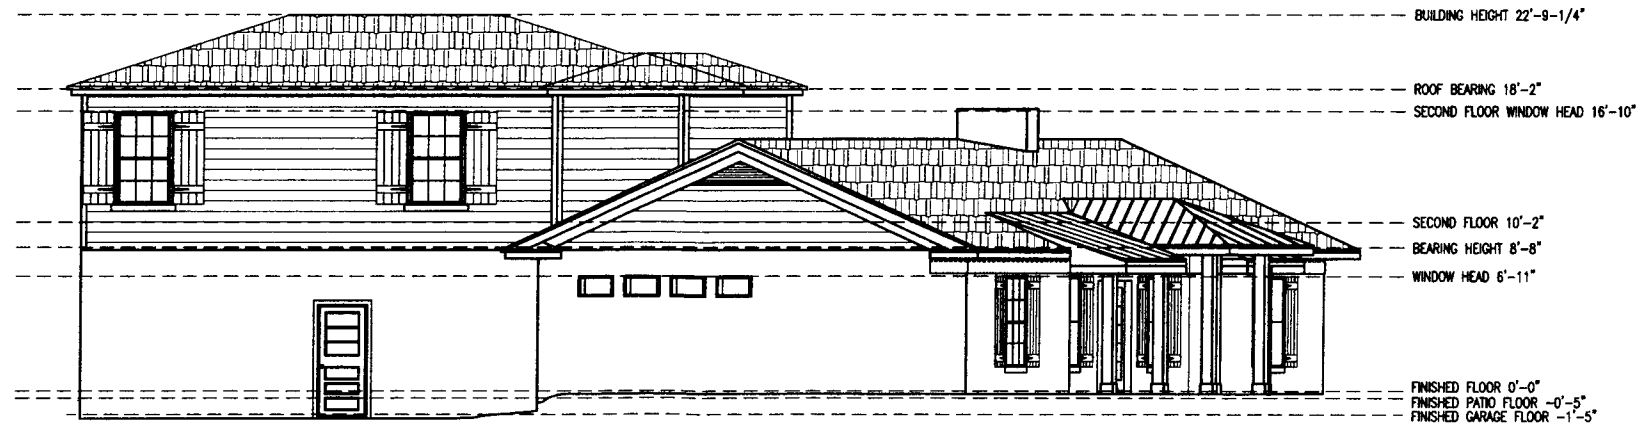 BUILDING HEIGHT 22'-9-1/4"
ROOF BEARING 18'-2"
SECOND FLOOR WINDOW HEAD 16'-10"
SECOND FLOOR 10'-2"
BEARING HEIGHT 8'-8"
WINDOW HEAD 6'-11"
FINISHED FLOOR 0'-0"
FINISHED PATIO FLOOR -0'-5"
FINISHED GARAGE FLOOR -1'-5"